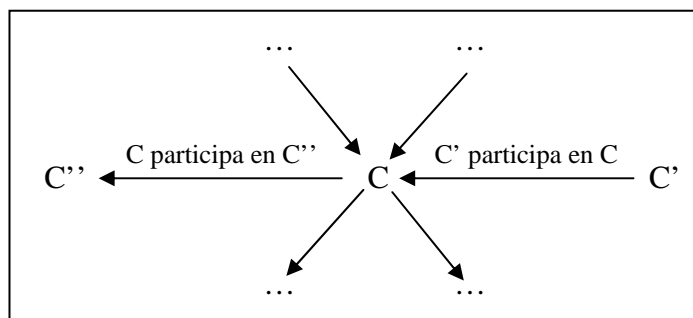 … …
C participa en C’’ C’ participa en C
C’’ C C’
… …